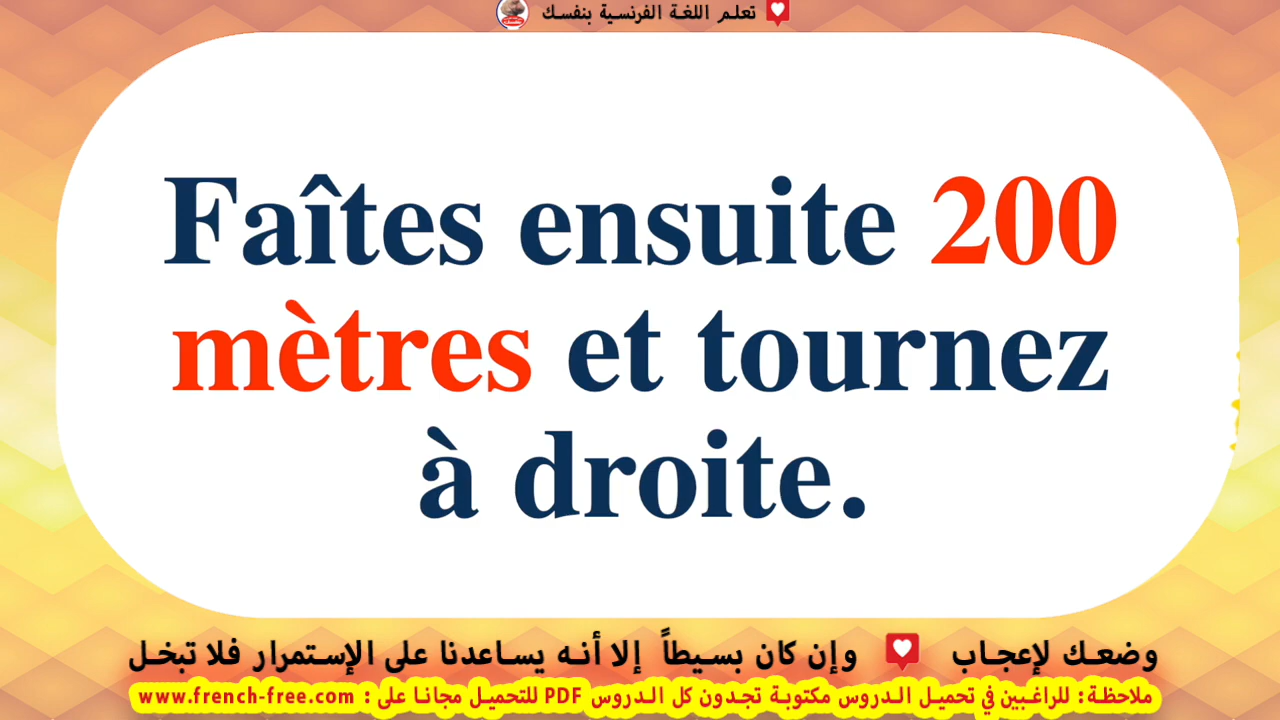 تعلم اللغة الفرنسية بنفسك
Faîtes ensuite 200
mètres et tournez
à droite.
وضعك لإعجاب وإن كان بسيطاً إلا أنه يساعدنا على الإستمرار فلا تبخل
ملاحظة: للراغبين في تحميل الدروس مكتوبة تجدون كل الدروس PDF للتحميل مجانا على : www.french-free.com